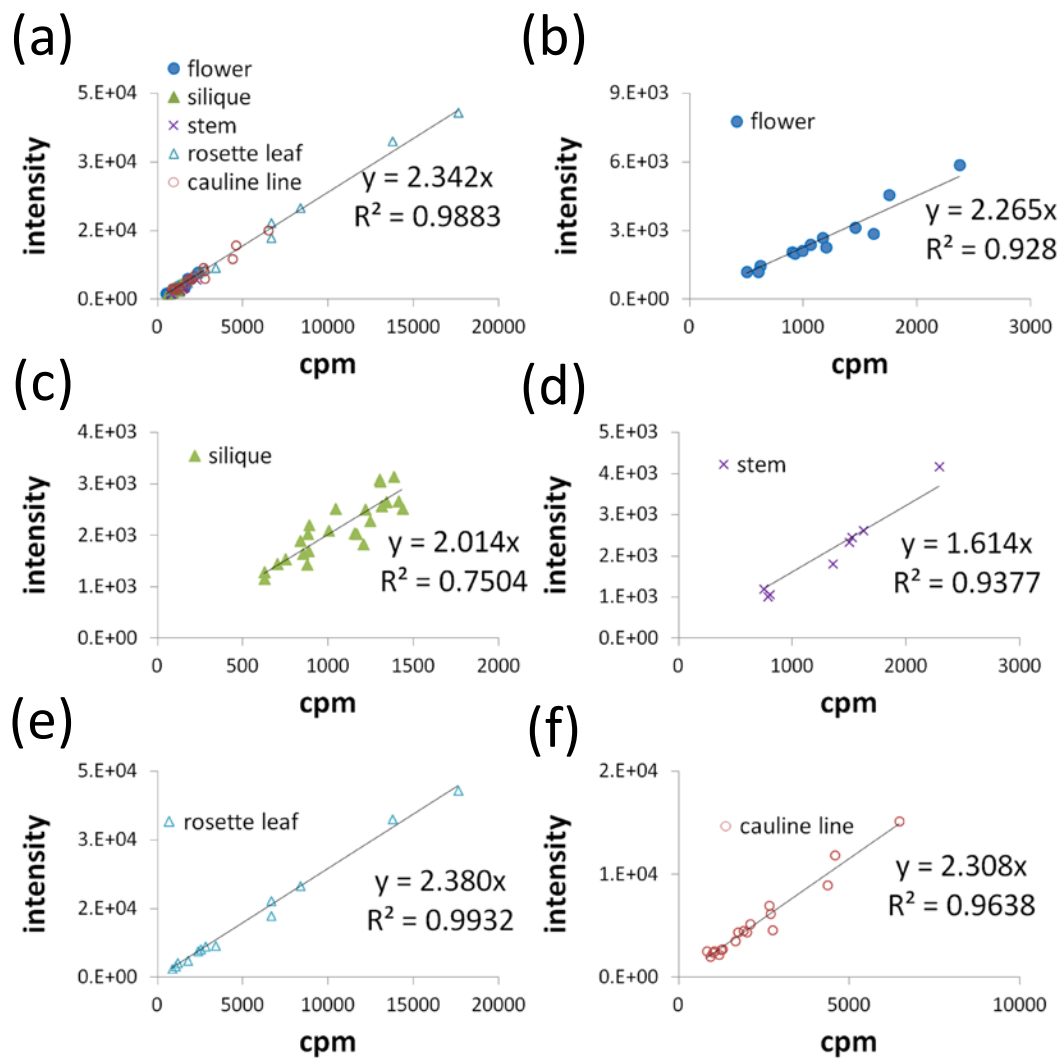 (a)
flower
silique
stem
rosette leaf
cauline line
5.E+04
3.E+04
2.E+04
0.E+00
intensity
y = 2.342x
R² = 0.9883
0 5000 10000 15000 20000
cpm
(b)
9.E+03
6.E+03
3.E+03
0.E+00
intensity
flower
y = 2.265x
R² = 0.928
0 1000 2000 3000
cpm
(c)
4.E+03
3.E+03
2.E+03
1.E+03
0.E+00
intensity
silique
y = 2.014x
R² = 0.7504
0 500 1000 1500 2000
cpm
(d)
5.E+03
4.E+03
3.E+03
2.E+03
1.E+03
0.E+00
intensity
stem
y = 1.614x
R² = 0.9377
0 1000 2000 3000
cpm
(e)
5.E+04
3.E+04
2.E+04
0.E+00
intensity
rosette leaf
y = 2.380x
R² = 0.9932
0 5000 10000 15000 20000
cpm
(f)
2.E+04
1.E+04
0.E+00
intensity
cauline line
y = 2.308x
R² = 0.9638
0 5000 10000
cpm